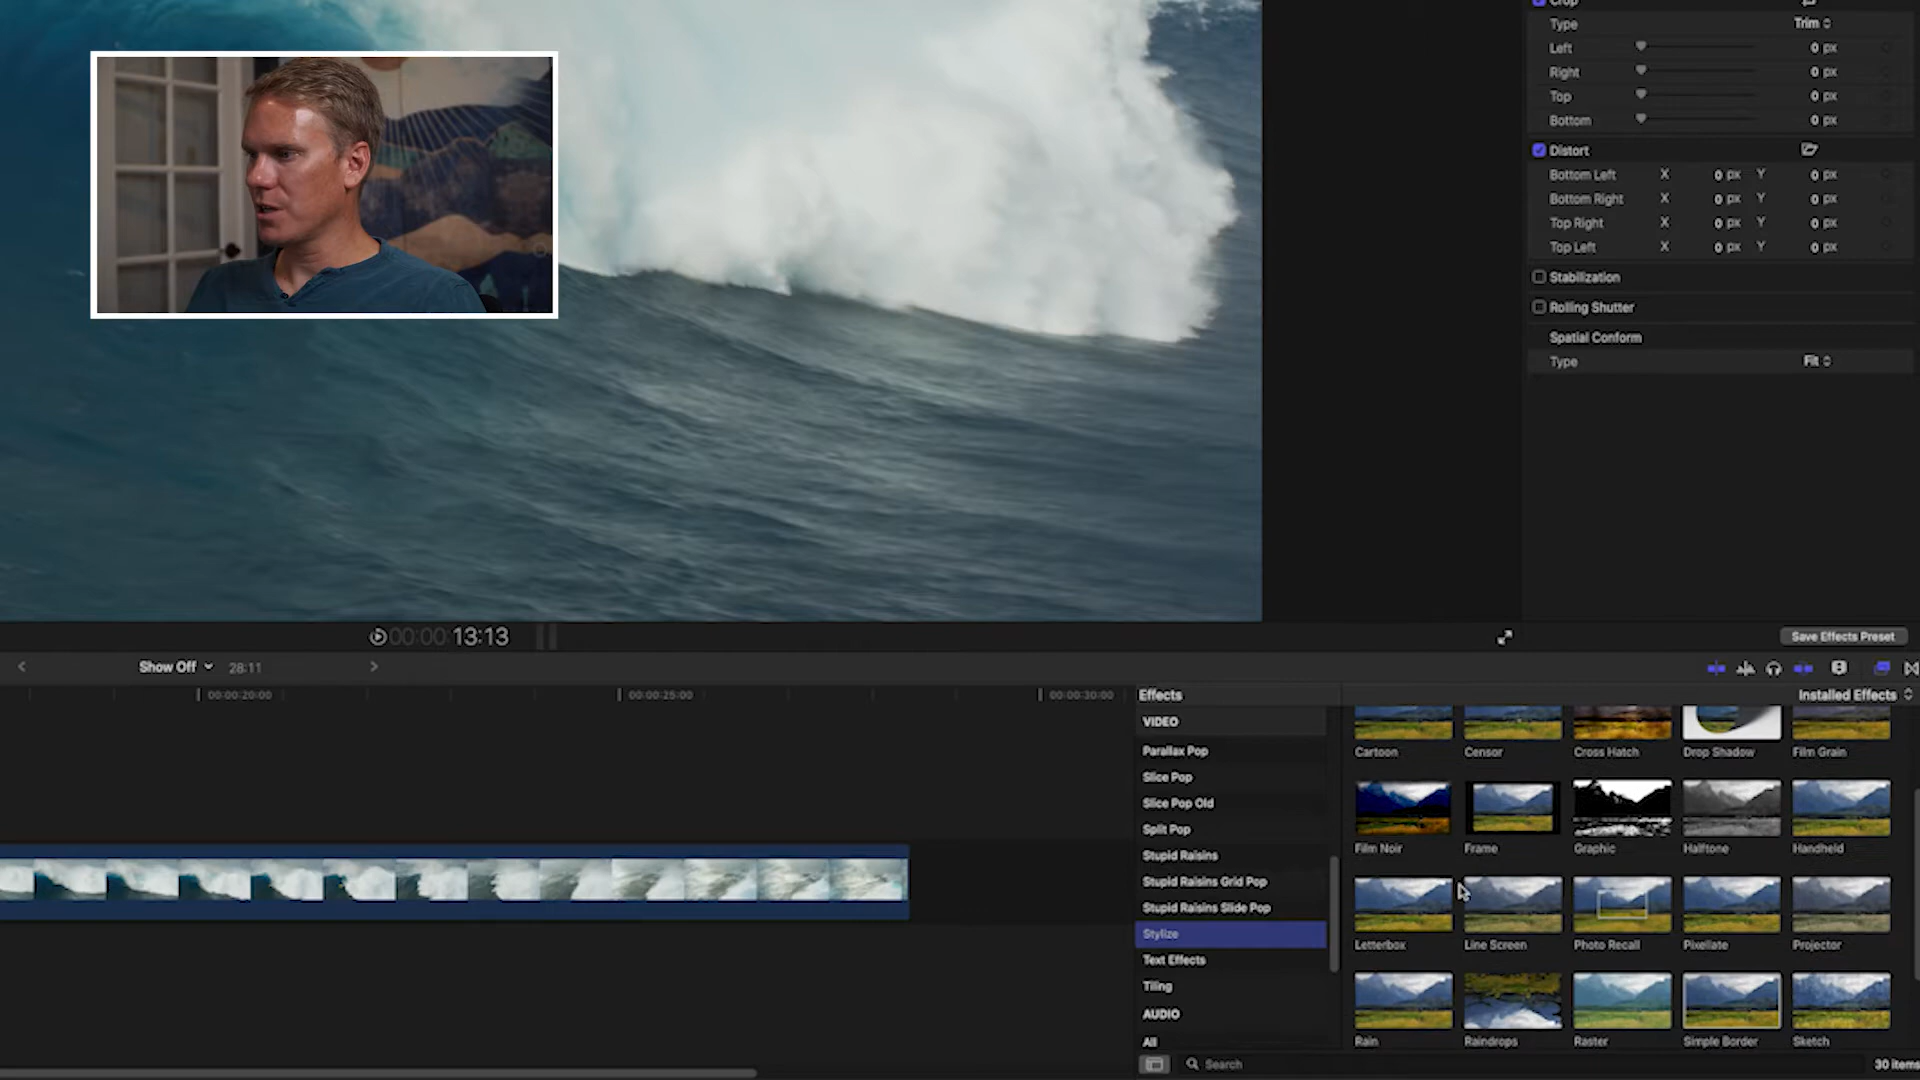 Crop
Type Trim
Left 0 px
Right 0 px
Top 0 px
Bottom 0 px
Distort
Bottom Left X 0 px Y 0 px
Bottom Right X 0 px Y 0 px
Top Right X 0 px Y 0 px
Top Left X 0 px Y 0 px
Stabilization
Rolling Shutter
Spatial Conform
Type Fit
00:00:13:13
Save Effects Preset
Show Off 28:11
00:00:20:00 00:00:25:00 00:00:30:00
Effects
Installed Effects
VIDEO
Parallax Pop
Slice Pop
Slice Pop Old
Split Pop
Stupid Raisins
Stupid Raisins Grid Pop
Stupid Raisins Slide Pop
Stylize
Text Effects
Tiling
AUDIO
All
Cartoon Censor Cross Hatch Drop Shadow Film Grain
Film Noir Frame Graphic Halftone Handheld
Letterbox Line Screen Photo Recall Pixellate Projector
Rain Raindrops Raster Simple Border Sketch
Search
30 items